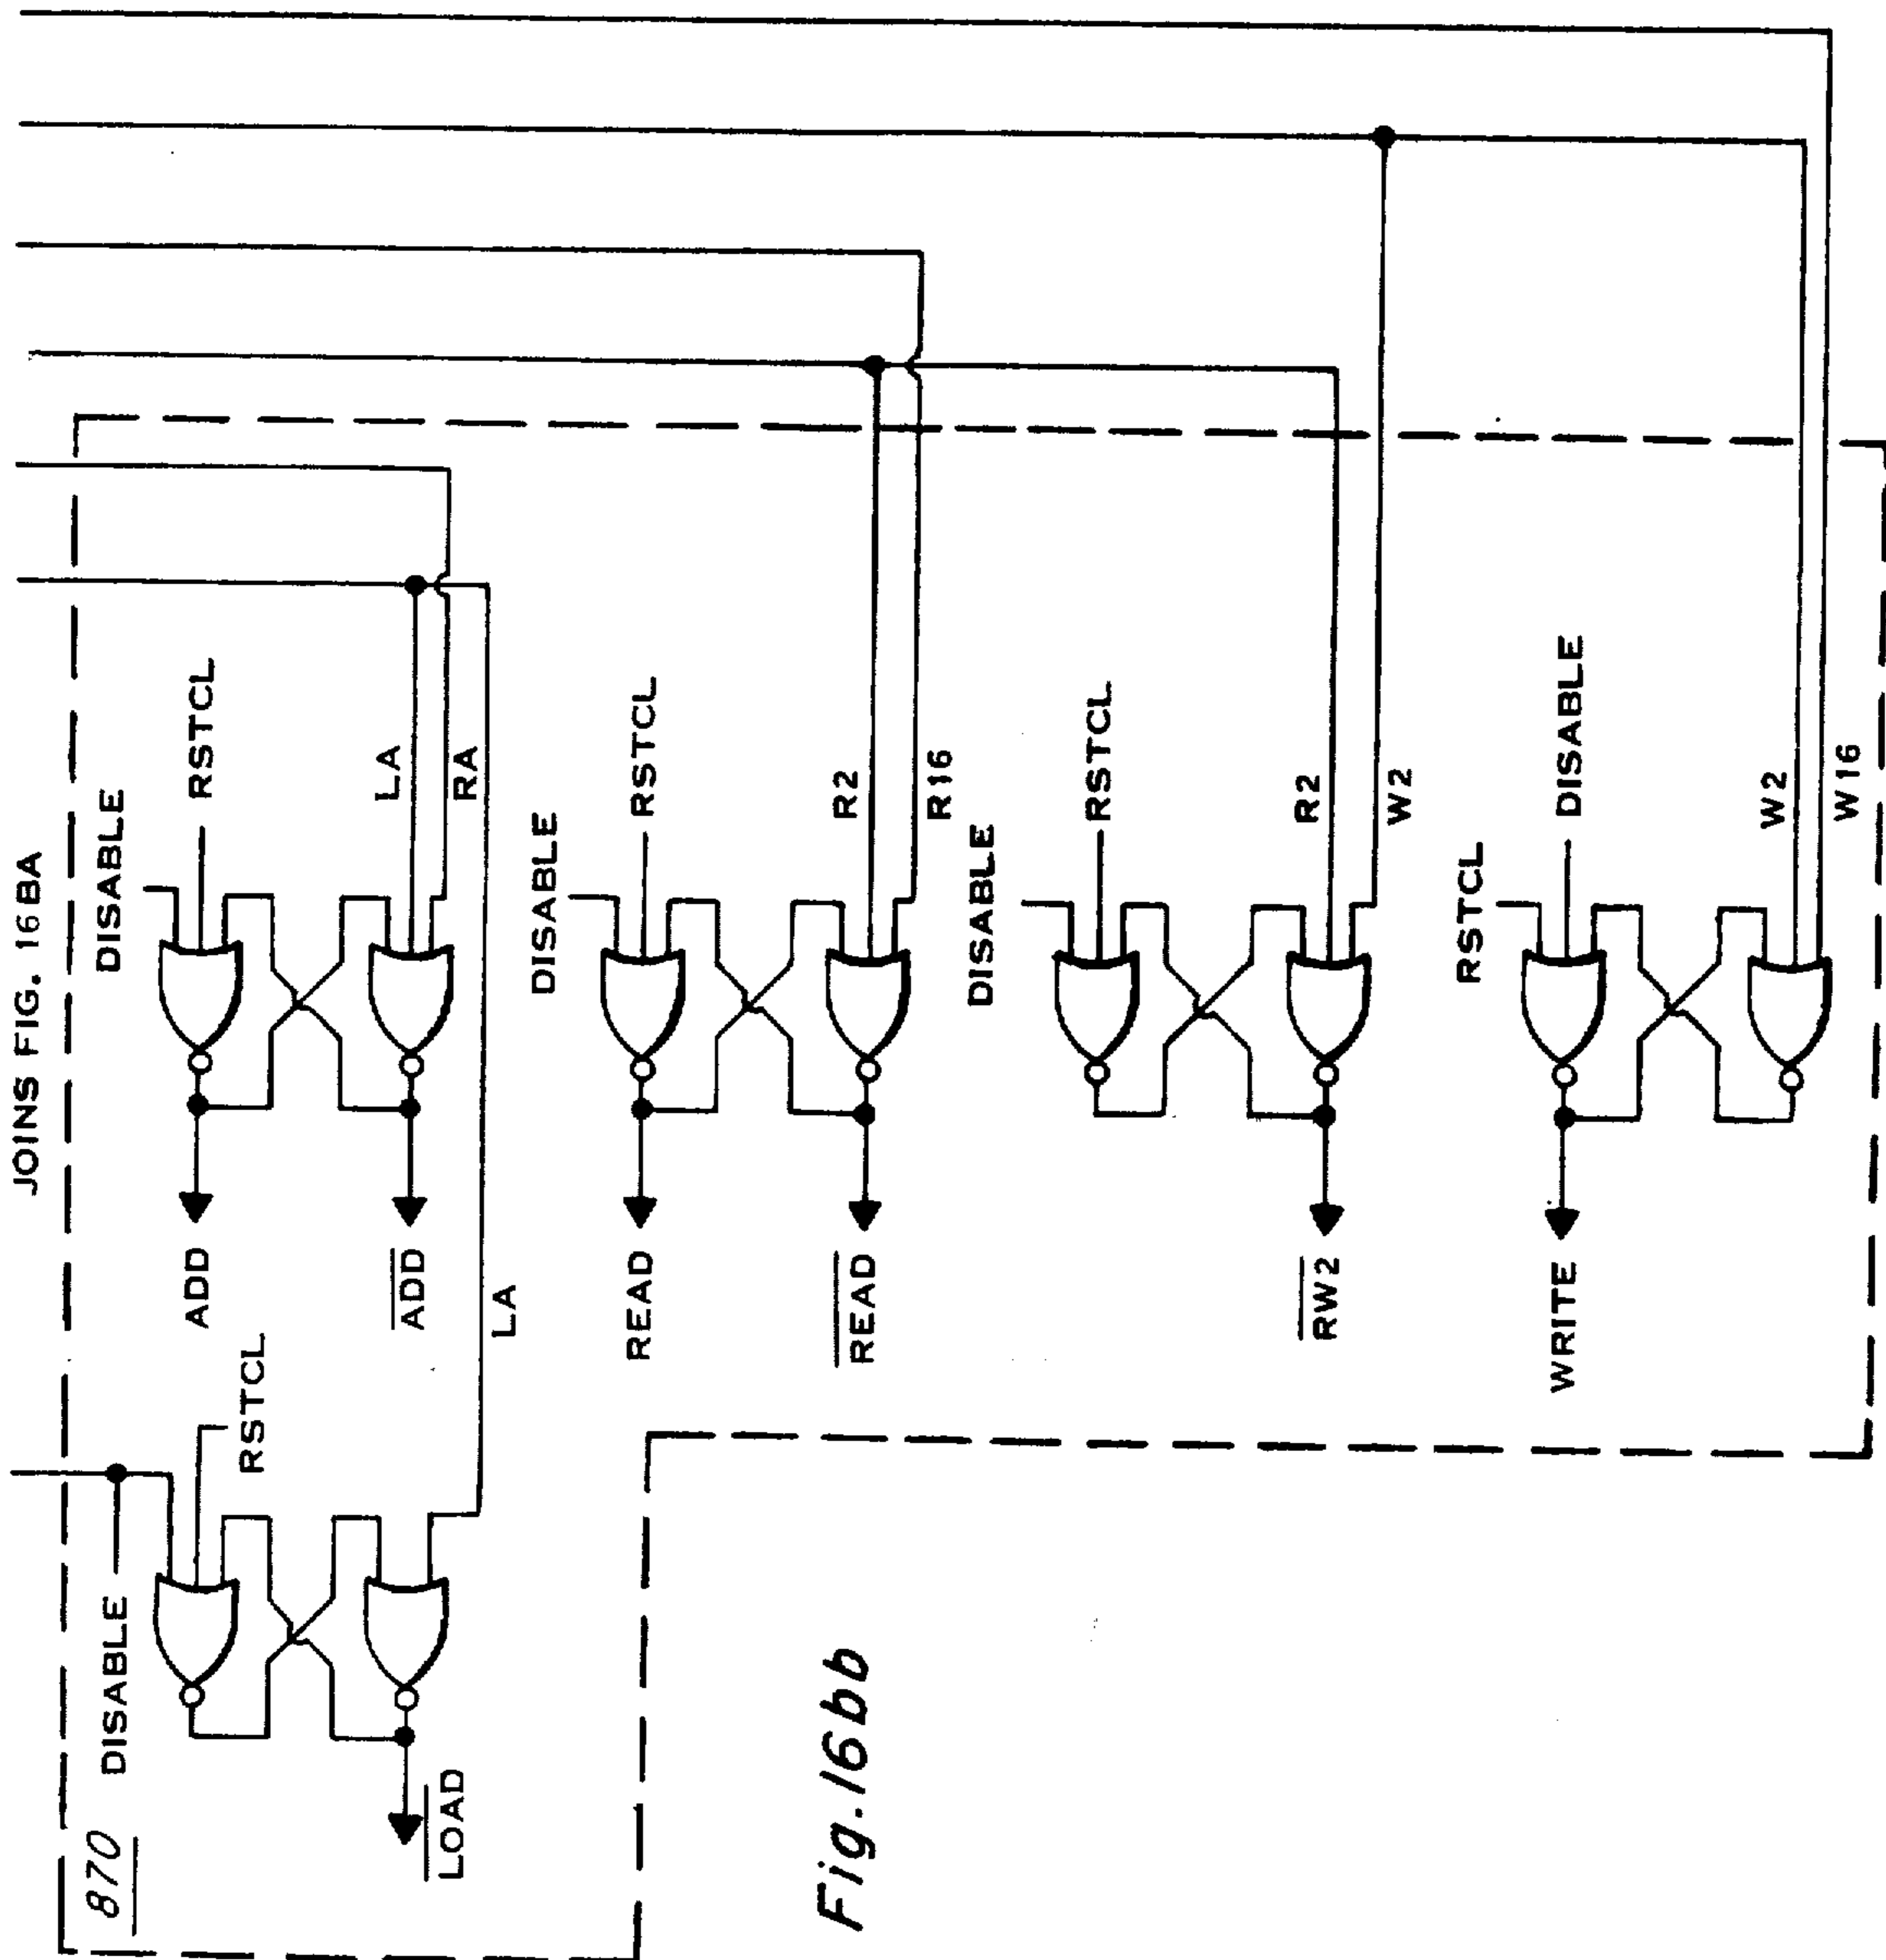 JOINS FIG. 16BA
870
DISABLE
RSTCL
LOAD
LA
DISABLE
RSTCL
LA
RA
ADD
ADD
DISABLE
RSTCL
R2
R16
READ
READ
DISABLE
RSTCL
R2
W2
RW2
RSTCL
DISABLE
W2
W16
WRITE
Fig.16bb